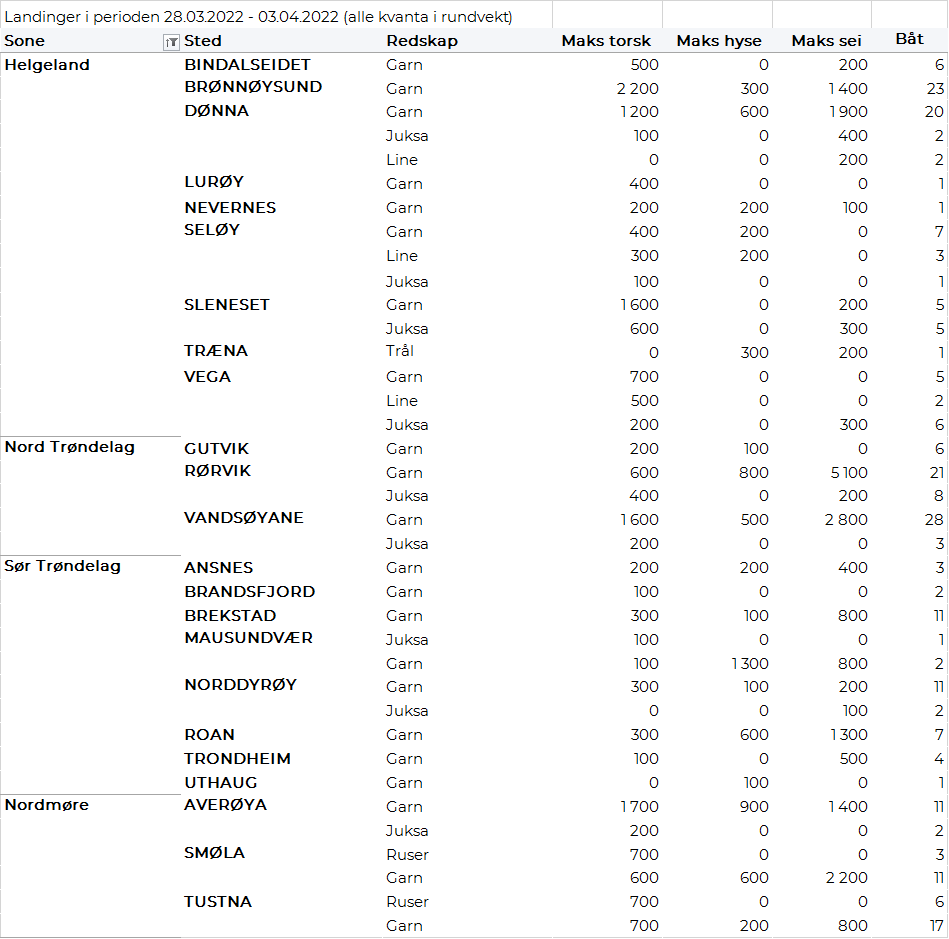 Landinger i perioden 28.03.2022 - 03.04.2022 (alle kvanta i rundvekt)
Sone Sted Redskap Maks torsk Maks hyse Maks sei Båt
Helgeland BINDALSEIDET Garn 500 0 200 6
BRØNNØYSUND Garn 2 200 300 1 400 23
DØNNA Garn 1 200 600 1 900 20
Juksa 100 0 400 2
Line 0 0 200 2
LURØY Garn 400 0 0 1
NEVERNES Garn 200 200 100 1
SELØY Garn 400 200 0 7
Line 300 200 0 3
Juksa 100 0 0 1
SLENESET Garn 1 600 0 200 5
Juksa 600 0 300 5
TRÆNA Trål 0 300 200 1
VEGA Garn 700 0 0 5
Line 500 0 0 2
Juksa 200 0 300 6
Nord Trøndelag GUTVIK Garn 200 100 0 6
RØRVIK Garn 600 800 5 100 21
Juksa 400 0 200 8
VANDSØYANE Garn 1 600 500 2 800 28
Juksa 200 0 0 3
Sør Trøndelag ANSNES Garn 200 200 400 3
BRANDSFJORD Garn 100 0 0 2
BREKSTAD Garn 300 100 800 11
MAUSUNDVÆR Juksa 100 0 0 1
Garn 100 1 300 800 2
NORDDYRØY Garn 300 100 200 11
Juksa 0 0 100 2
ROAN Garn 300 600 1 300 7
TRONDHEIM Garn 100 0 500 4
UTHAUG Garn 0 100 0 1
Nordmøre AVERØYA Garn 1 700 900 1 400 11
Juksa 200 0 0 2
SMØLA Ruser 700 0 0 3
Garn 600 600 2 200 11
TUSTNA Ruser 700 0 0 6
Garn 700 200 800 17